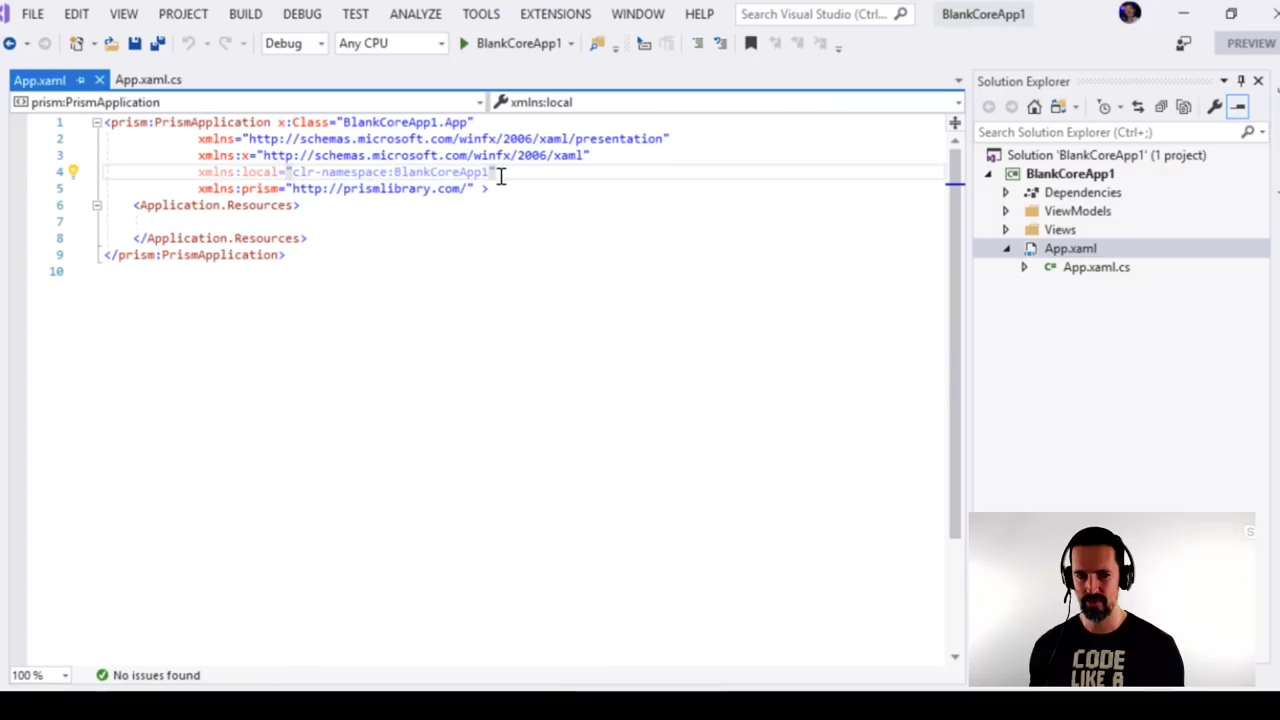 FILE EDIT VIEW PROJECT BUILD DEBUG TEST ANALYZE TOOLS EXTENSIONS WINDOW HELP Search Visual Studio (Ctrl+... BlankCoreApp1
Debug Any CPU BlankCoreApp1 PREVIEW
App.xaml App.xaml.cs
prism:PrismApplication xmlns:local
1 <prism:PrismApplication x:Class="BlankCoreApp1.App"
2 xmlns="http://schemas.microsoft.com/winfx/2006/xaml/presentation"
3 xmlns:x="http://schemas.microsoft.com/winfx/2006/xaml"
4 xmlns:local="clr-namespace:BlankCoreApp1"
5 xmlns:prism="http://prismlibrary.com/" >
6 <Application.Resources>
7
8 </Application.Resources>
9 </prism:PrismApplication>
10
100 % No issues found
Solution Explorer
Search Solution Explorer (Ctrl+;)
Solution 'BlankCoreApp1' (1 project)
BlankCoreApp1
Dependencies
ViewModels
Views
App.xaml
App.xaml.cs
S
CODE
LIKE A